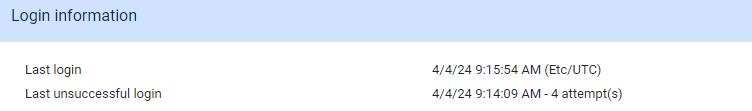 Login information
Last login 4/4/24 9:15:54 AM (Etc/UTC)
Last unsuccessful login 4/4/24 9:14:09 AM - 4 attempt(s)